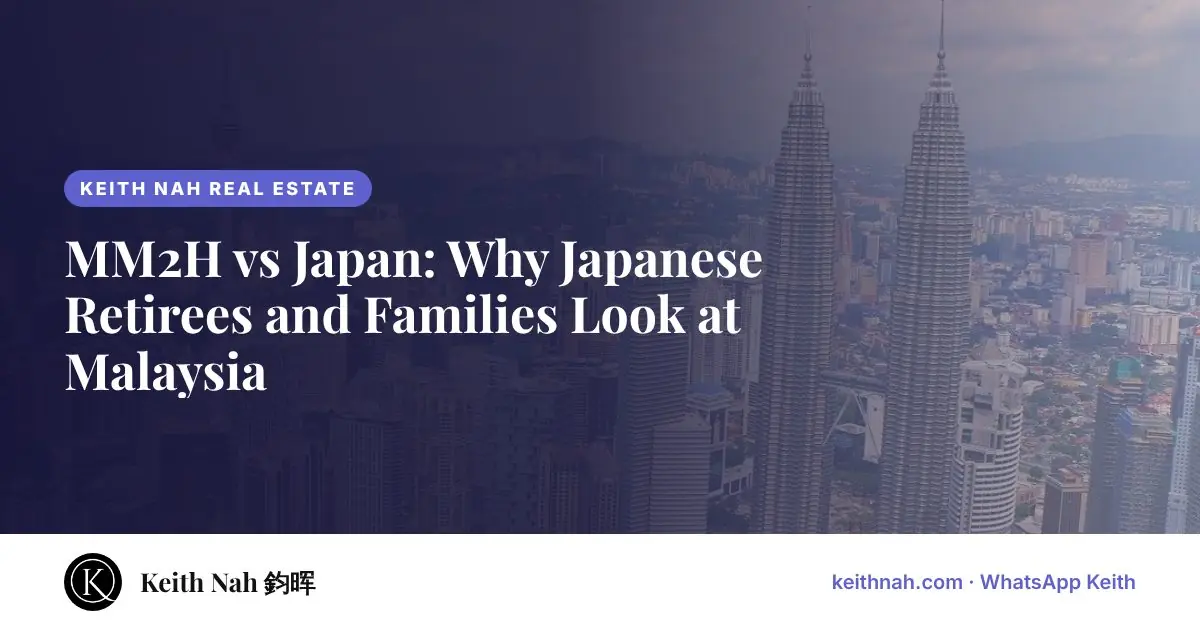 KEITH NAH REAL ESTATE
MM2H vs Japan: Why Japanese
Retirees and Families Look at
Malaysia
K
Keith Nah 鈞晖
keithnah.com · WhatsApp Keith